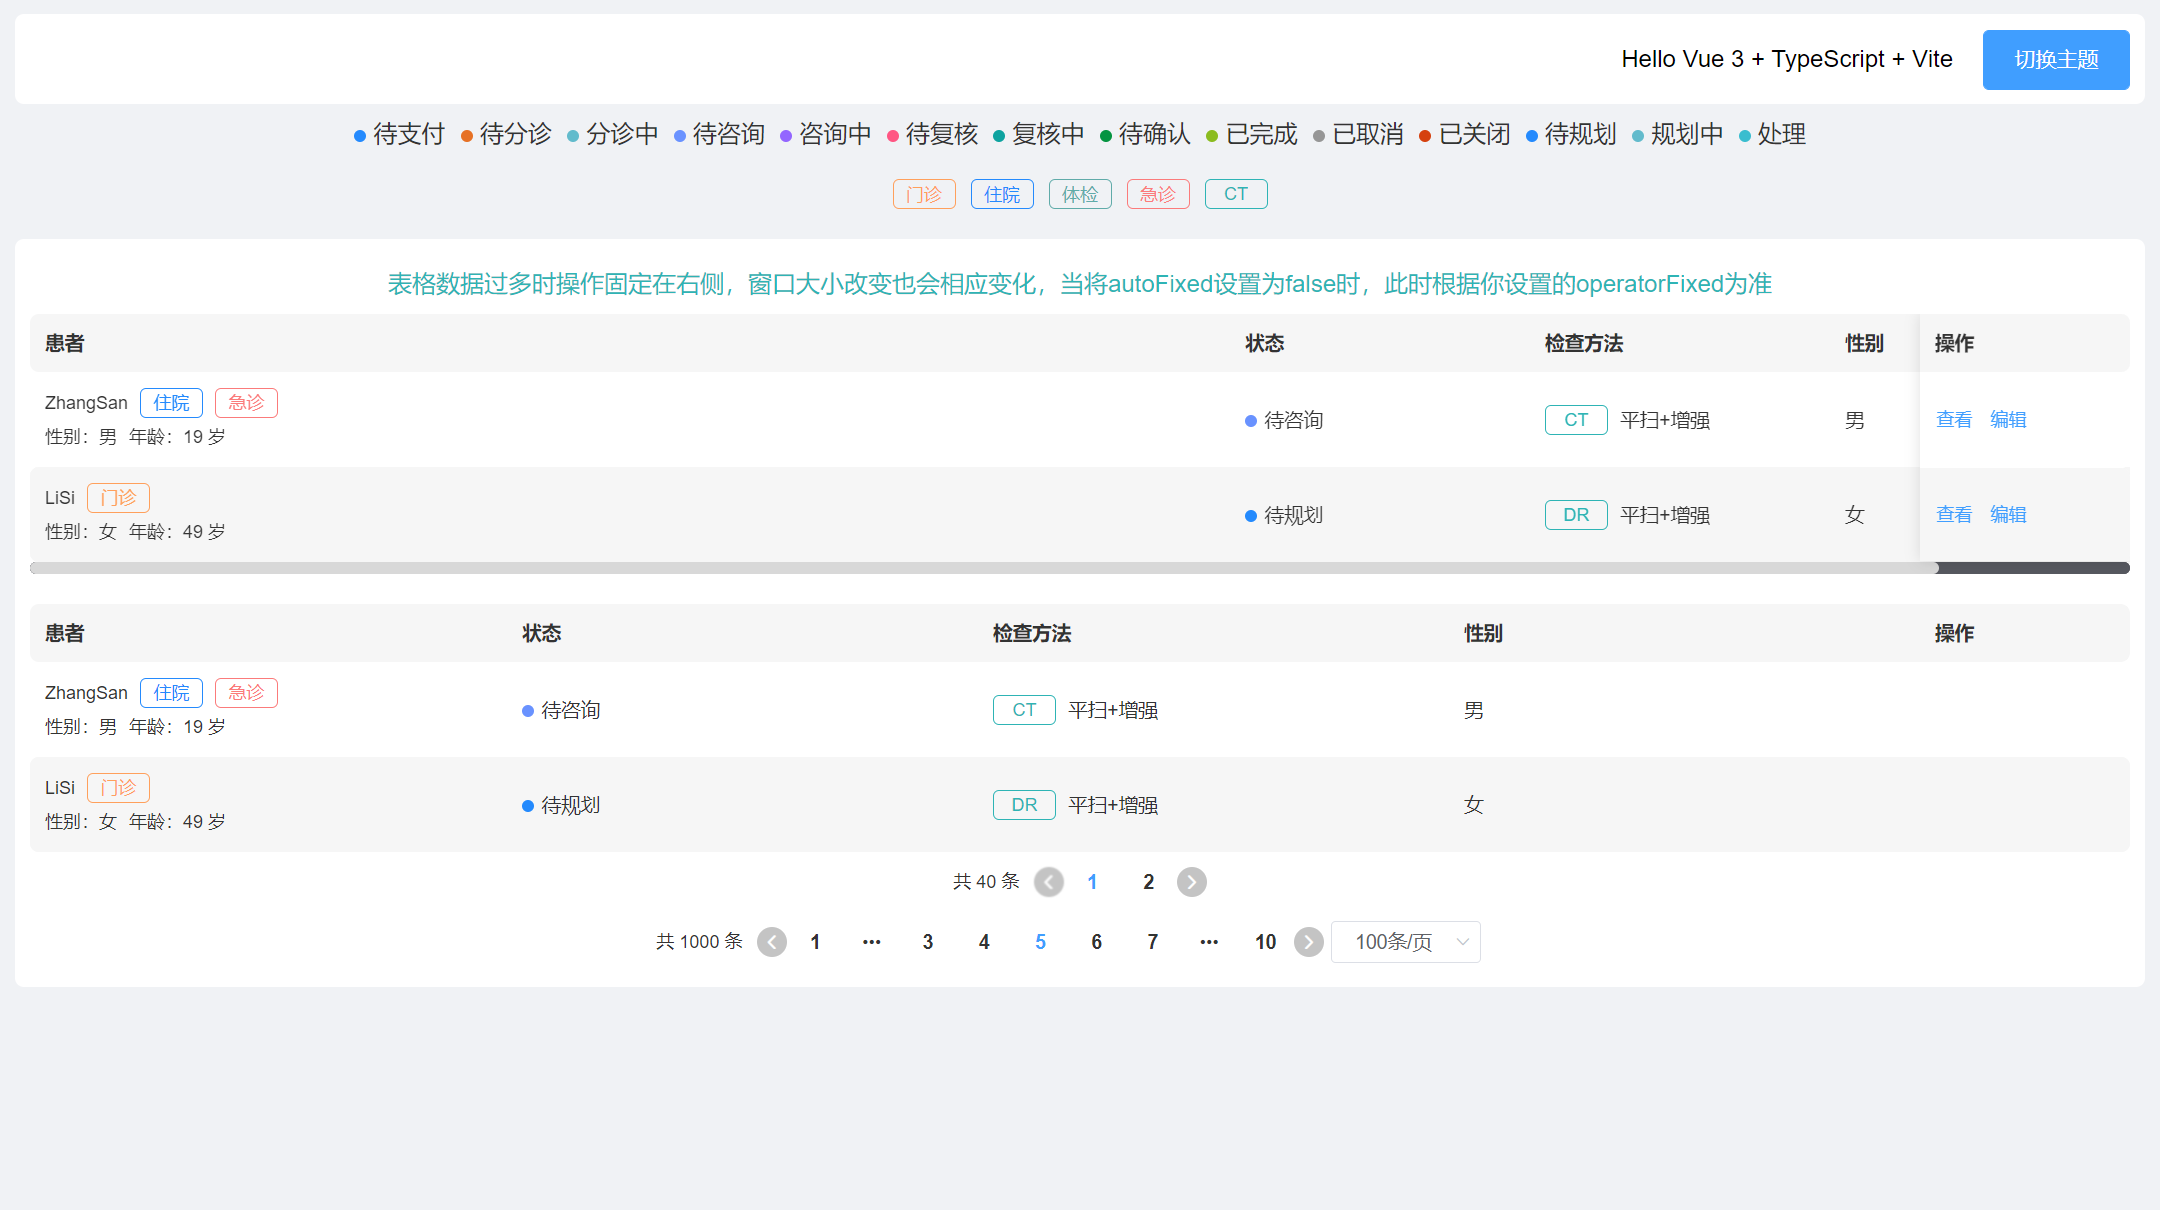 Hello Vue 3 + TypeScript + Vite 切换主题
待支付 待分诊 分诊中 待咨询 咨询中 待复核 复核中 待确认 已完成 已取消 已关闭 待规划 规划中 处理
门诊 住院 体检 急诊 CT
表格数据过多时操作固定在右侧，窗口大小改变也会相应变化，当将autoFixed设置为false时，此时根据你设置的operatorFixed为准
患者 状态 检查方法 性别 操作
ZhangSan 住院 急诊
性别：男 年龄：19 岁
待咨询 CT 平扫+增强 男 查看 编辑
LiSi 门诊
性别：女 年龄：49 岁
待规划 DR 平扫+增强 女 查看 编辑
患者 状态 检查方法 性别 操作
ZhangSan 住院 急诊
性别：男 年龄：19 岁
待咨询 CT 平扫+增强 男
LiSi 门诊
性别：女 年龄：49 岁
待规划 DR 平扫+增强 女
共 40 条 1 2
共 1000 条 1 ••• 3 4 5 6 7 ••• 10 100条/页